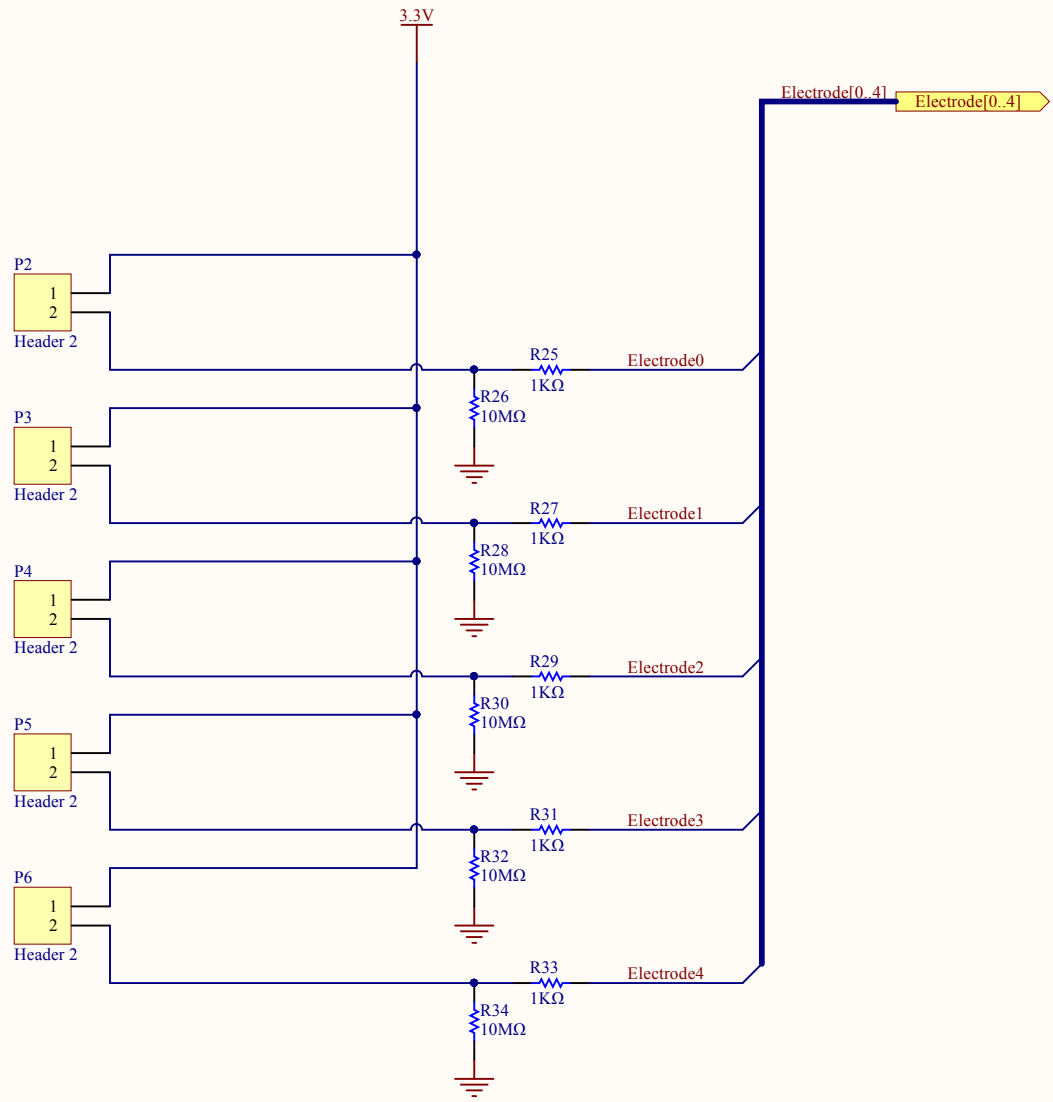 3.3V
Electrode[0..4]
Electrode[0..4]
P2
1
2
Header 2
R25
1KΩ
Electrode0
R26
10MΩ
P3
1
2
Header 2
R27
1KΩ
Electrode1
R28
10MΩ
P4
1
2
Header 2
R29
1KΩ
Electrode2
R30
10MΩ
P5
1
2
Header 2
R31
1KΩ
Electrode3
R32
10MΩ
P6
1
2
Header 2
R33
1KΩ
Electrode4
R34
10MΩ